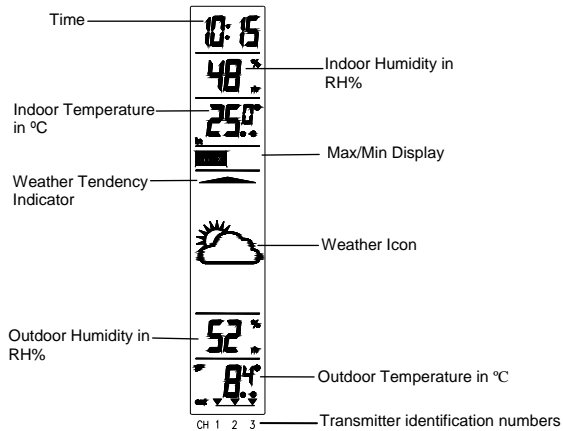 Time
10:15
Indoor Humidity in
RH%
48 %
Indoor Temperature
in ºC
25.0
in
Max/Min Display
Weather Tendency
Indicator
Weather Icon
Outdoor Humidity in
RH%
52 %
Outdoor Temperature in °C
8.4
out
CH 1 2 3
Transmitter identification numbers